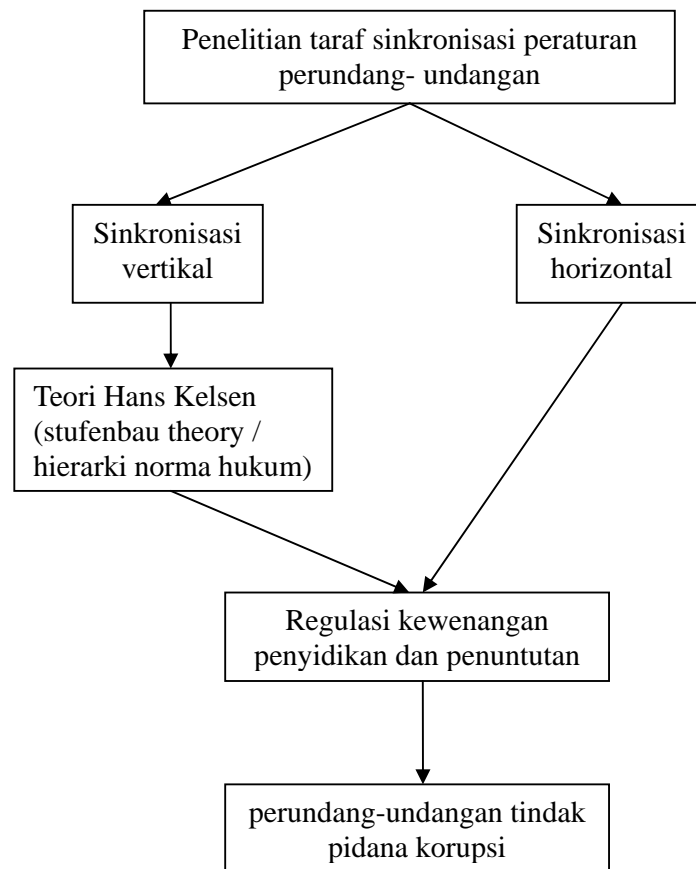 Penelitian taraf sinkronisasi peraturan
perundang- undangan
Sinkronisasi
vertikal
Sinkronisasi
horizontal
Teori Hans Kelsen
(stufenbau theory /
hierarki norma hukum)
Regulasi kewenangan
penyidikan dan penuntutan
perundang-undangan tindak
pidana korupsi